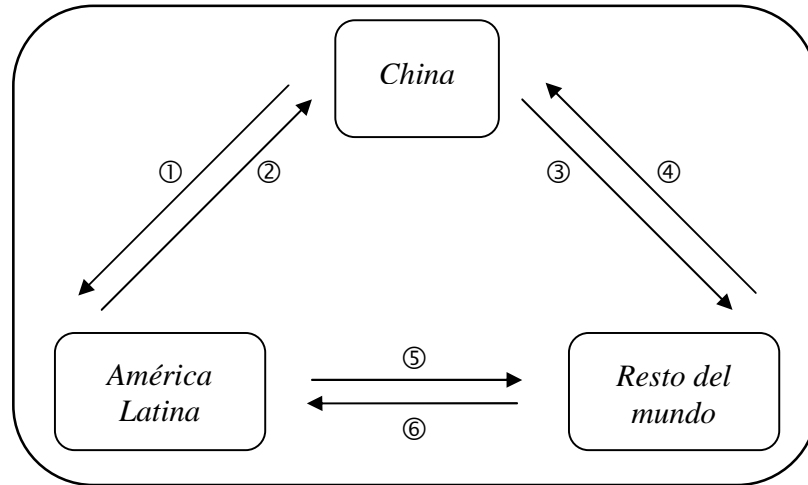 China
① ② ③ ④
América
Latina
⑤
⑥
Resto del
mundo